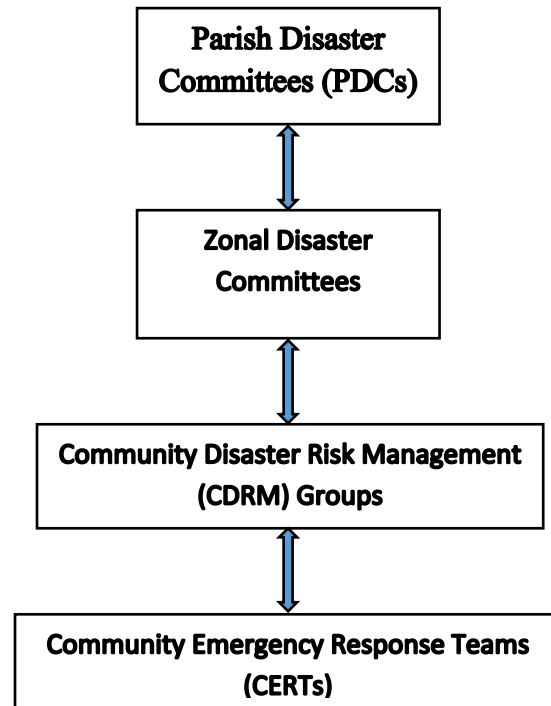 Parish Disaster
Committees (PDCs)
Zonal Disaster
Committees
Community Disaster Risk Management
(CDRM) Groups
Community Emergency Response Teams
(CERTs)